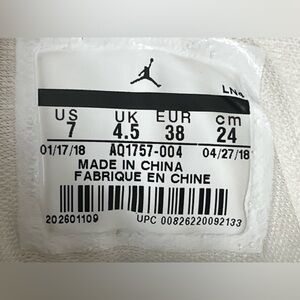 LN4
US UK EUR cm
7 4.5 38 24
01/17/18 AQ1757-004 04/27/18
MADE IN CHINA
FABRIQUE EN CHINE
202601109 UPC 00826220092133